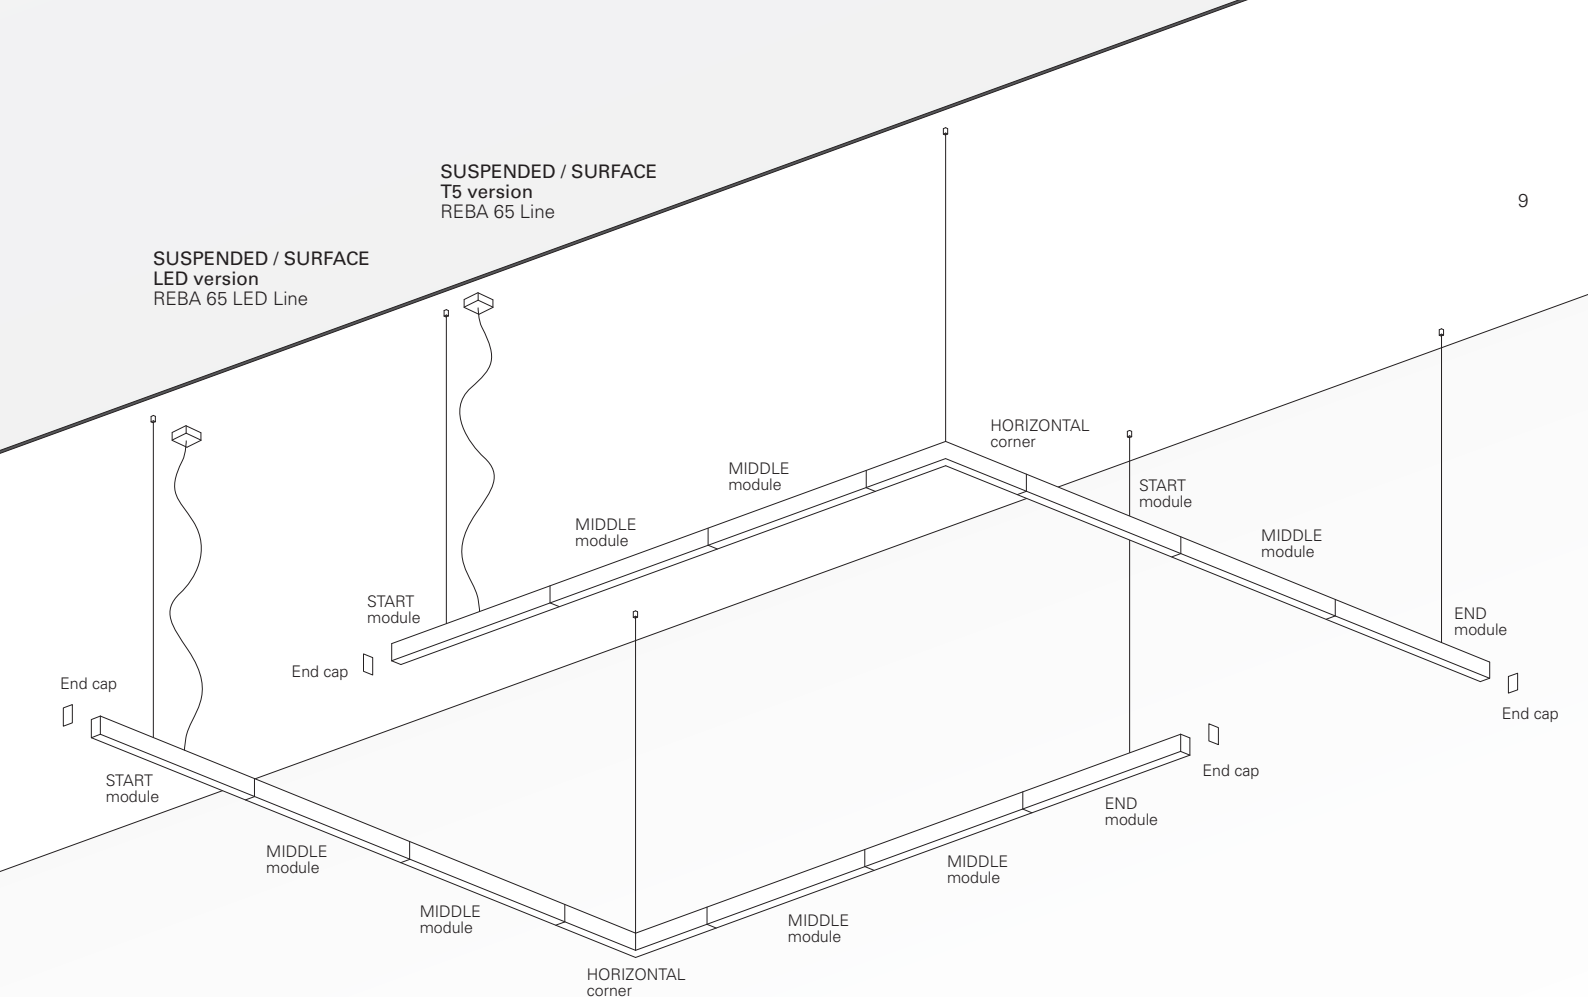 SUSPENDED / SURFACE
T5 version
REBA 65 Line
9
SUSPENDED / SURFACE
LED version
REBA 65 LED Line
HORIZONTAL
corner
MIDDLE
module
START
module
MIDDLE
module
MIDDLE
module
START
module
END
module
End cap
End cap
End cap
End cap
START
module
END
module
MIDDLE
module
MIDDLE
module
MIDDLE
module
MIDDLE
module
HORIZONTAL
corner